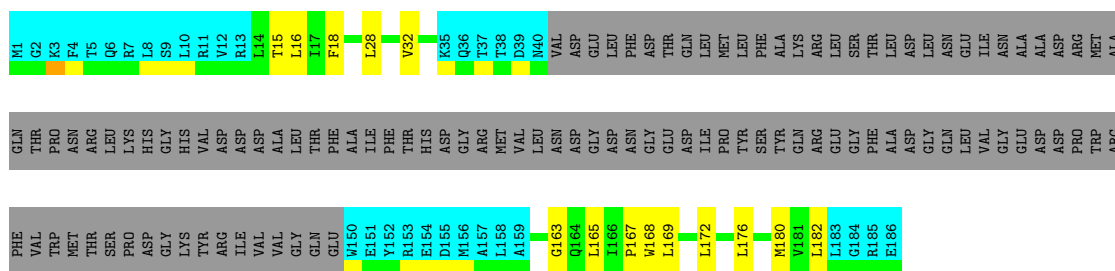 M1 G2 K3 F4 T5 Q6 R7 L8 S9 L10 R11 V12 R13 L14 T15 L16 I17 F18 L28 V32 K35 Q36 T37 T38 D39 N40 VAL ASP GLU LEU PHE ASP THR GLN LEU MET LEU PHE ALA LYS ARG LEU SER THR LEU ASP LEU ASN GLU ILE ASN ALA ALA ASP ARG MET ALA
GLN THR PRO ASN ARG LEU LYS HIS GLY HIS VAL ASP ASP ASP ALA LEU THR PHE ALA ILE PHE THR HIS ASP GLY ARG MET VAL LEU ASN ASP GLY ASP ASN GLY GLU ASP ILE PRO TYR SER TYR GLN ARG GLU GLY PHE ALA ASP GLY GLN LEU VAL GLY GLU ASP ASP PRO TRP ARG
PHE VAL TRP MET THR SER PRO ASP GLY LYS TYR ARG ILE VAL VAL GLY GLN GLU W150 E151 Y152 R153 E154 D155 M156 A157 L158 A159 G163 Q164 L165 I166 P167 W168 L169 L172 L176 M180 V181 L182 L183 G184 R185 E186